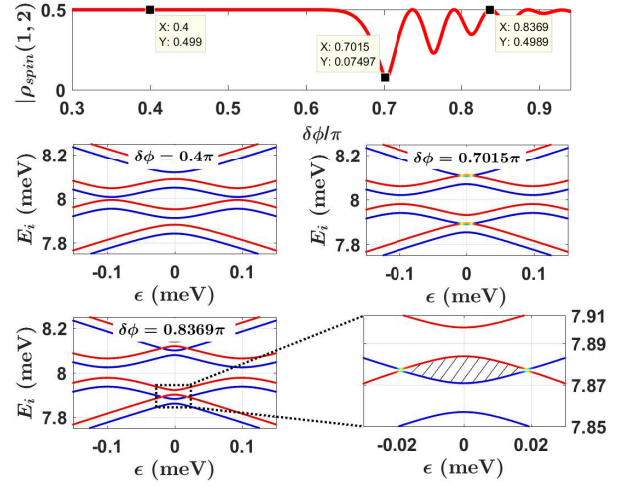 0.5
0
|ρspin(1, 2)
X: 0.4
Y: 0.499
X: 0.7015
Y: 0.07497
X: 0.8369
Y: 0.4989
0.3 0.4 0.5 0.6 0.7 0.8 0.9
δϕ/π
8.2
8
7.8
Ei (meV)
δϕ − 0.4π
-0.1 0 0.1
ϵ (meV)
8.2
8
7.8
Ei (meV)
δϕ = 0.7015π
-0.1 0 0.1
ϵ (meV)
8.2
8
7.8
Ei (meV)
δϕ = 0.8369π
-0.1 0 0.1
ϵ (meV)
7.91
7.89
7.87
7.85
-0.02 0 0.02
ϵ (meV)